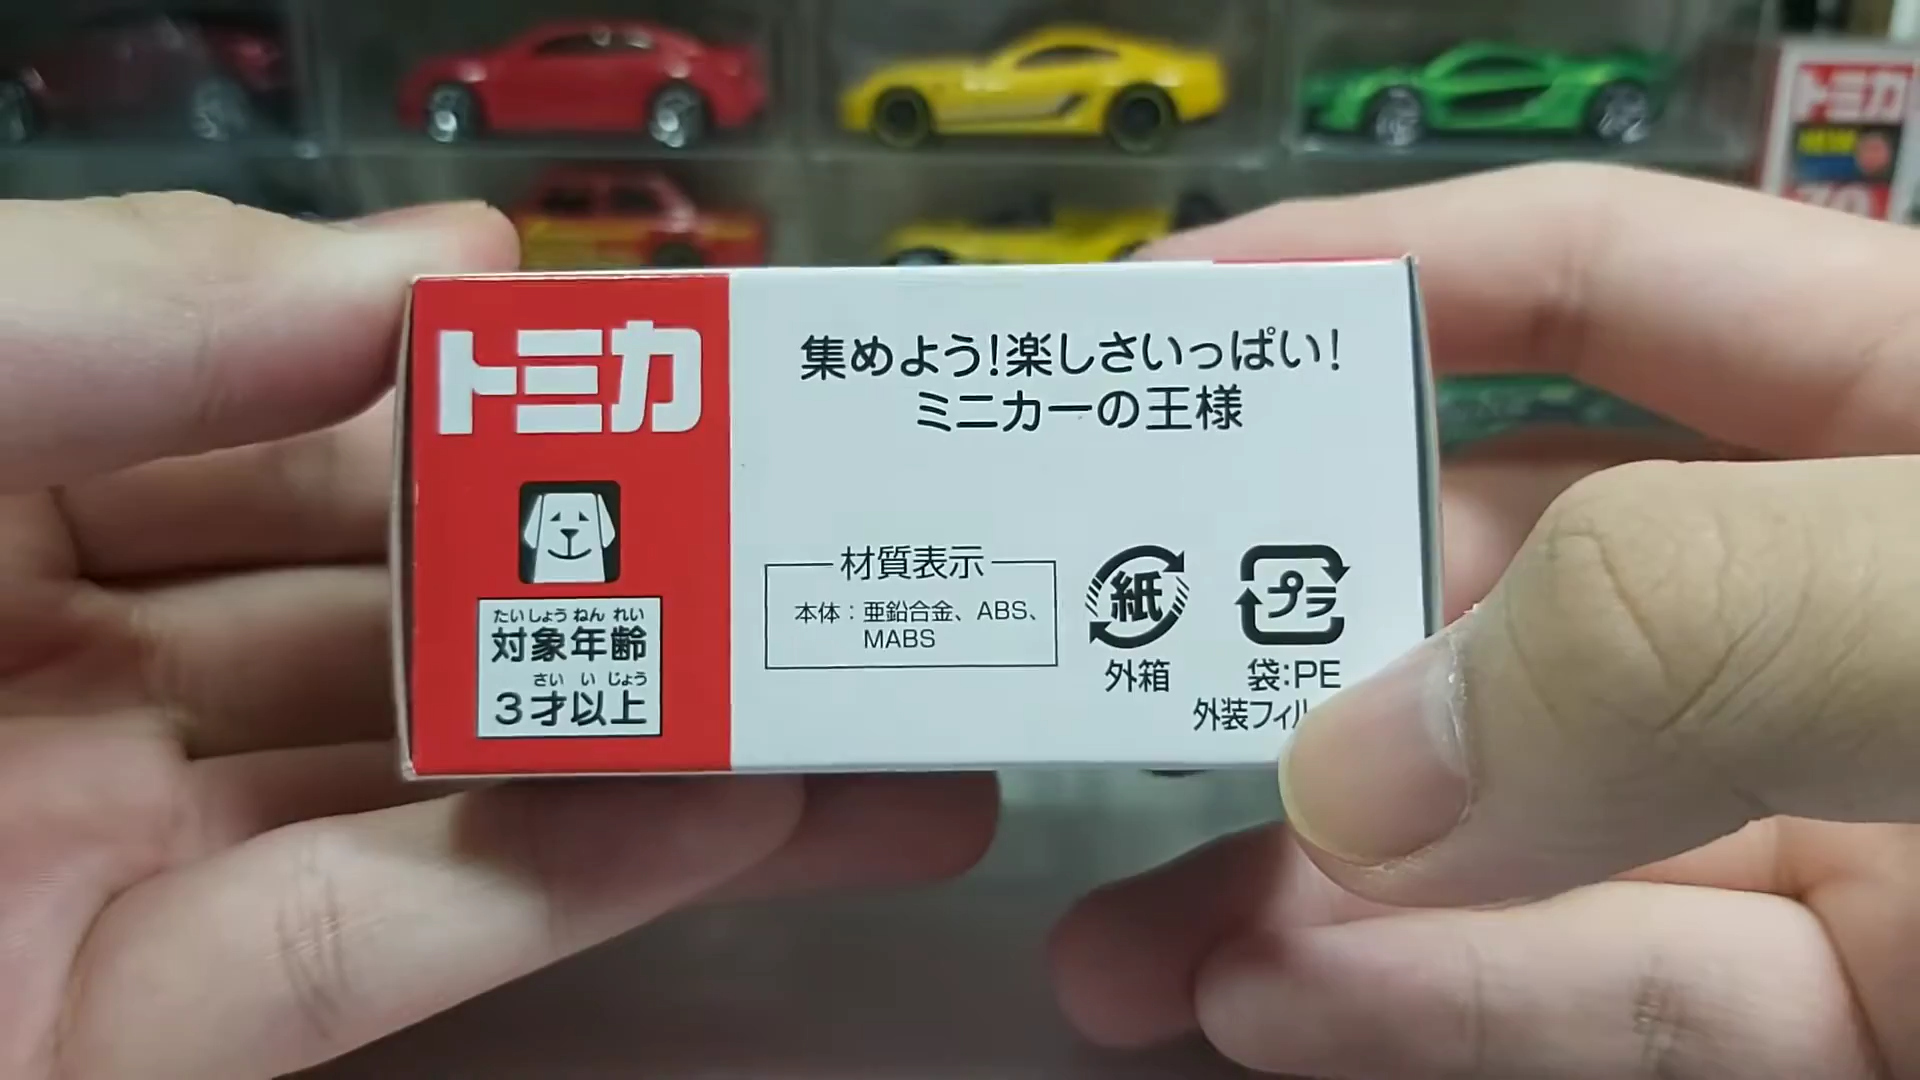 トミカ
たいしょうねんれい
対象年齢
さいいじょう
3才以上
集めよう!楽しさいっぱい!
ミニカーの王様
材質表示
本体:亜鉛合金、ABS、
MABS
紙
外箱
プラ
袋:PE
外装フィル
トミカ